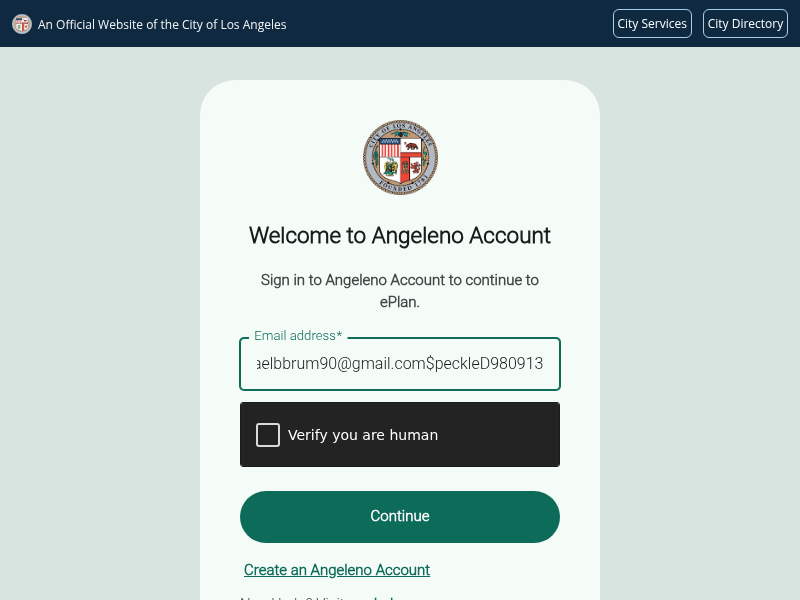 An Official Website of the City of Los Angeles
City Services
City Directory
CITY OF LOS ANGELES
FOUNDED 1781
Welcome to Angeleno Account
Sign in to Angeleno Account to continue to
ePlan.
Email address*
aelbbrum90@gmail.com$peckleD980913
Verify you are human
Continue
Create an Angeleno Account